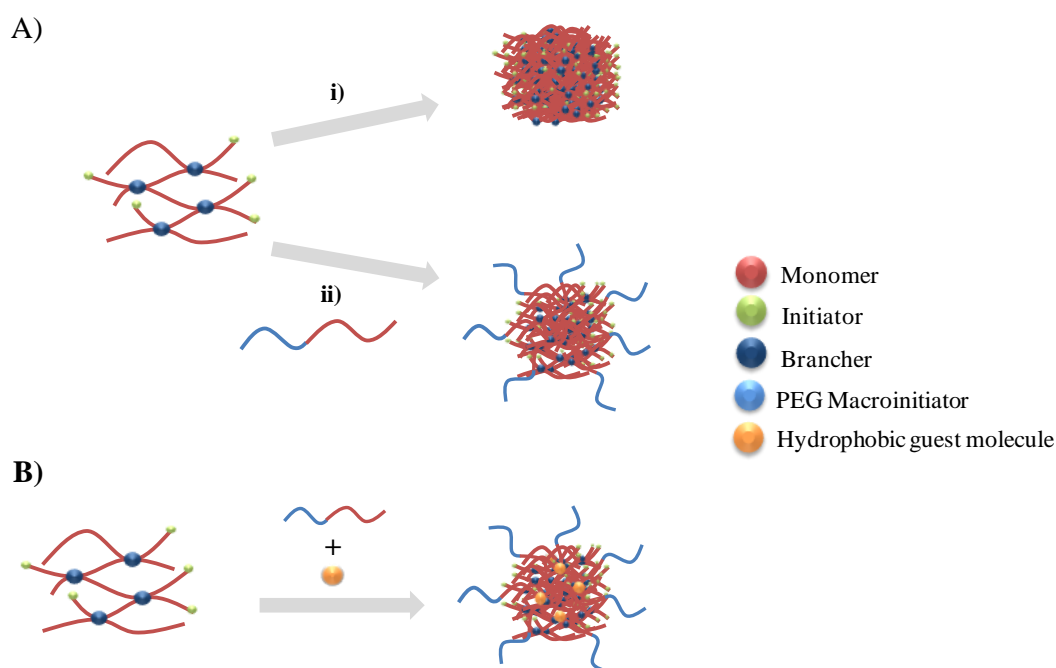 A)
i)
ii)
Monomer
Initiator
Brancher
PEG Macroinitiator
Hydrophobic guest molecule
B)
+